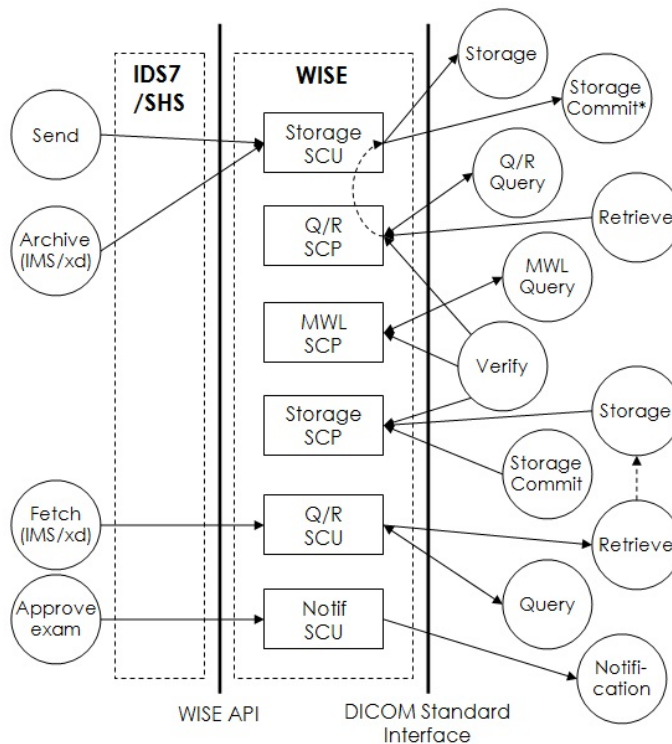 IDS7
/SHS
WISE
Storage
Storage
Commit*
Send
Storage
SCU
Q/R
Query
Archive
(IMS/xd)
Q/R
SCP
Retrieve
MWL
Query
MWL
SCP
Verify
Storage
SCP
Storage
Storage
Commit
Fetch
(IMS/xd)
Q/R
SCU
Retrieve
Approve
exam
Notif
SCU
Query
Notifi-
cation
WISE API
DICOM Standard
Interface